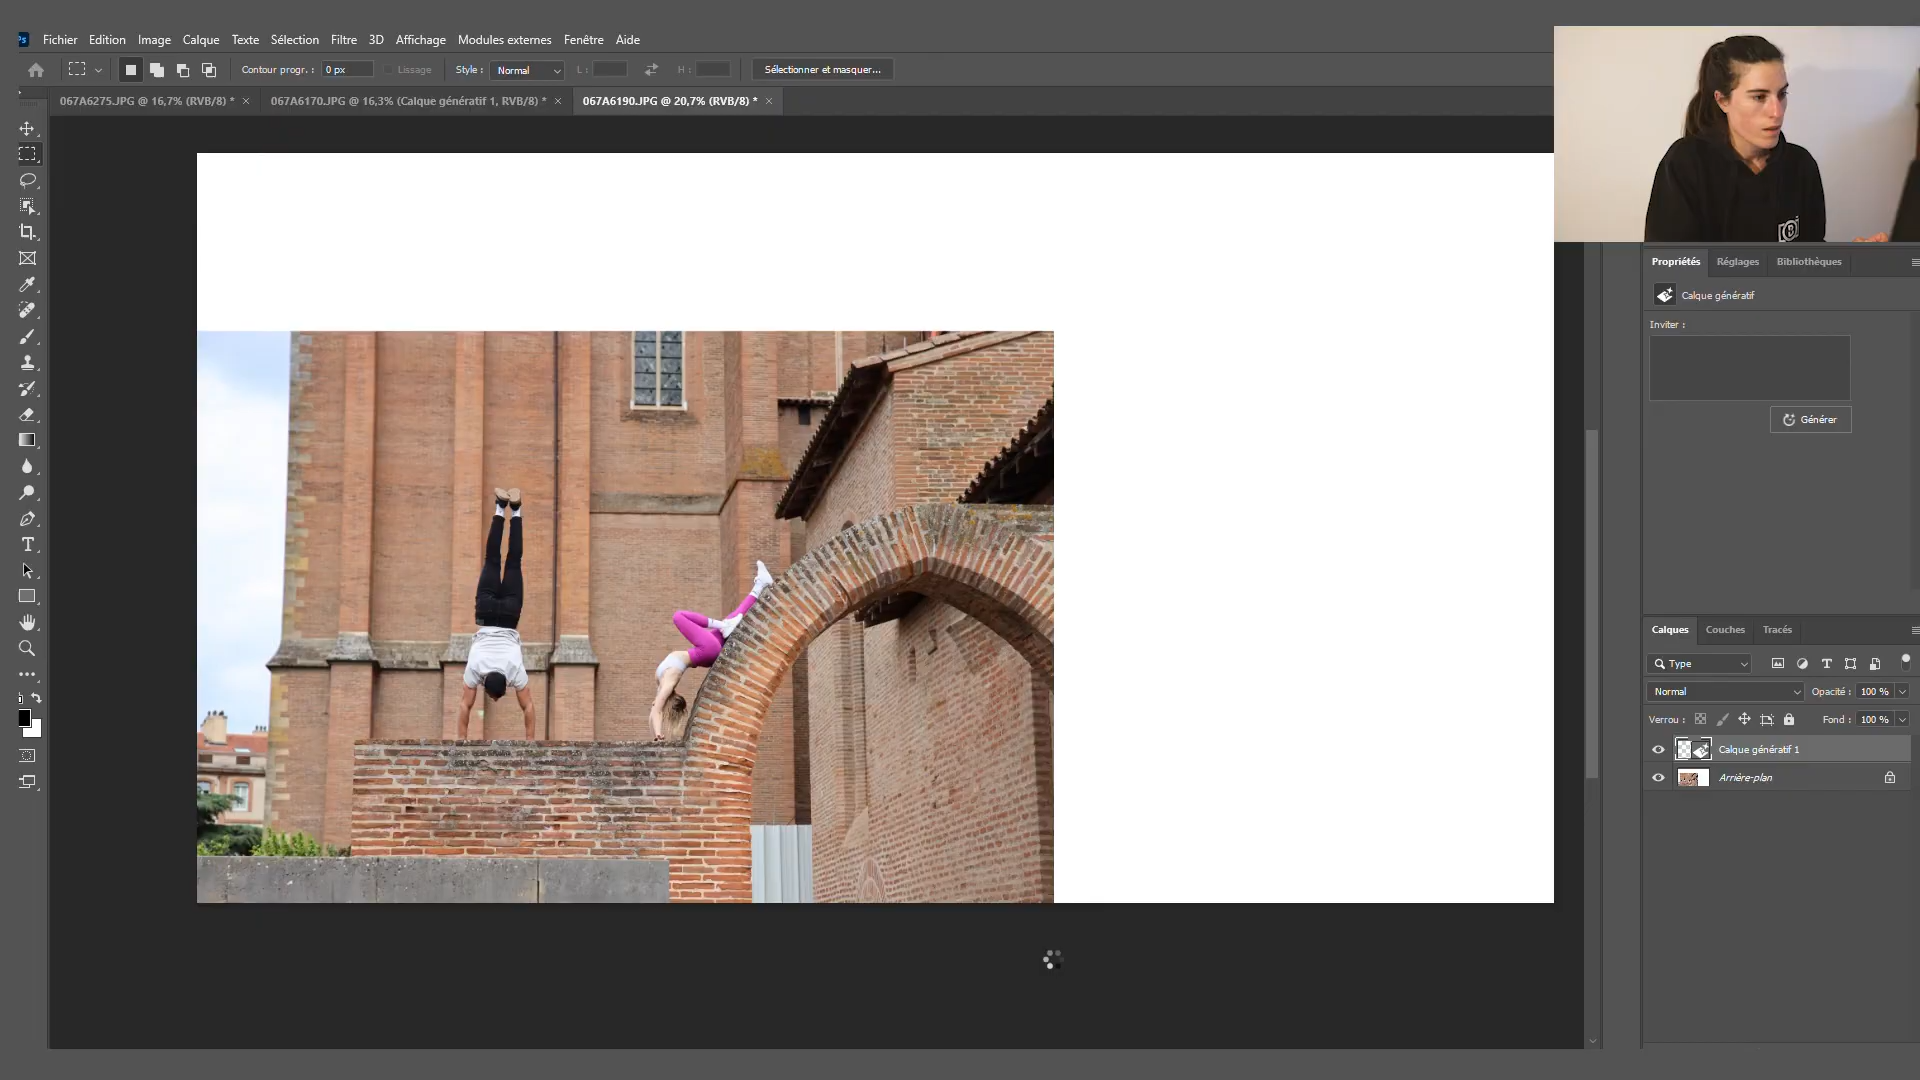 Ps Fichier Edition Image Calque Texte Sélection Filtre 3D Affichage Modules externes Fenêtre Aide
Contour progr. : 0 px Lissage Style : Normal L : H : Sélectionner et masquer...
067A6275.JPG @ 16,7% (RVB/8) * × 067A6170.JPG @ 16,3% (Calque génératif 1, RVB/8) * × 067A6190.JPG @ 20,7% (RVB/8) * ×
Propriétés Réglages Bibliothèques
Calque génératif
Inviter :
Générer
Calques Couches Tracés
Type
Normal Opacité : 100 %
Verrou : Fond : 100 %
Calque génératif 1
Arrière-plan